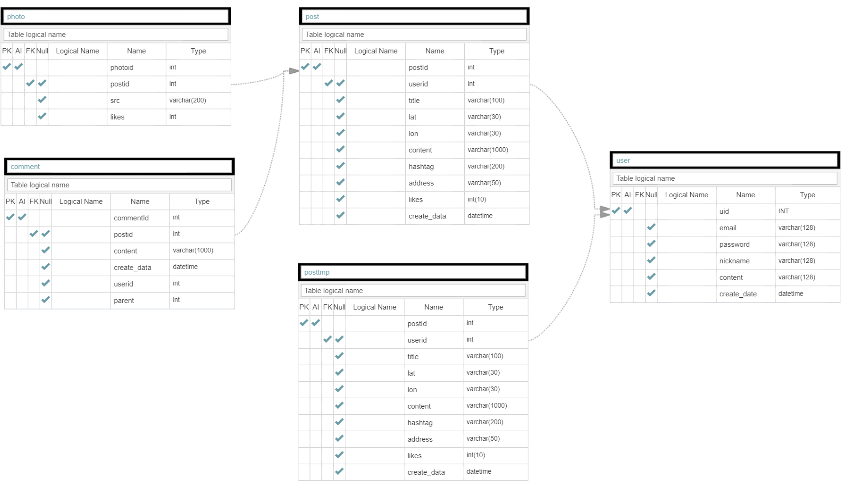 photo
Table logical name
PK AI FK Null Logical Name Name Type
photoid int
postid int
src varchar(200)
likes int
comment
Table logical name
PK AI FK Null Logical Name Name Type
commentId int
postid int
content varchar(1000)
create_data datetime
userid int
parent int
post
Table logical name
PK AI FK Null Logical Name Name Type
postid int
userid int
title varchar(100)
lat varchar(30)
lon varchar(30)
content varchar(1000)
hashtag varchar(200)
address varchar(50)
likes int(10)
create_data datetime
posttmp
Table logical name
PK AI FK Null Logical Name Name Type
postid int
userid int
title varchar(100)
lat varchar(30)
lon varchar(30)
content varchar(1000)
hashtag varchar(200)
address varchar(50)
likes int(10)
create_data datetime
user
Table logical name
PK AI FK Null Logical Name Name Type
uid INT
email varchar(128)
password varchar(128)
nickname varchar(128)
content varchar(128)
create_date datetime